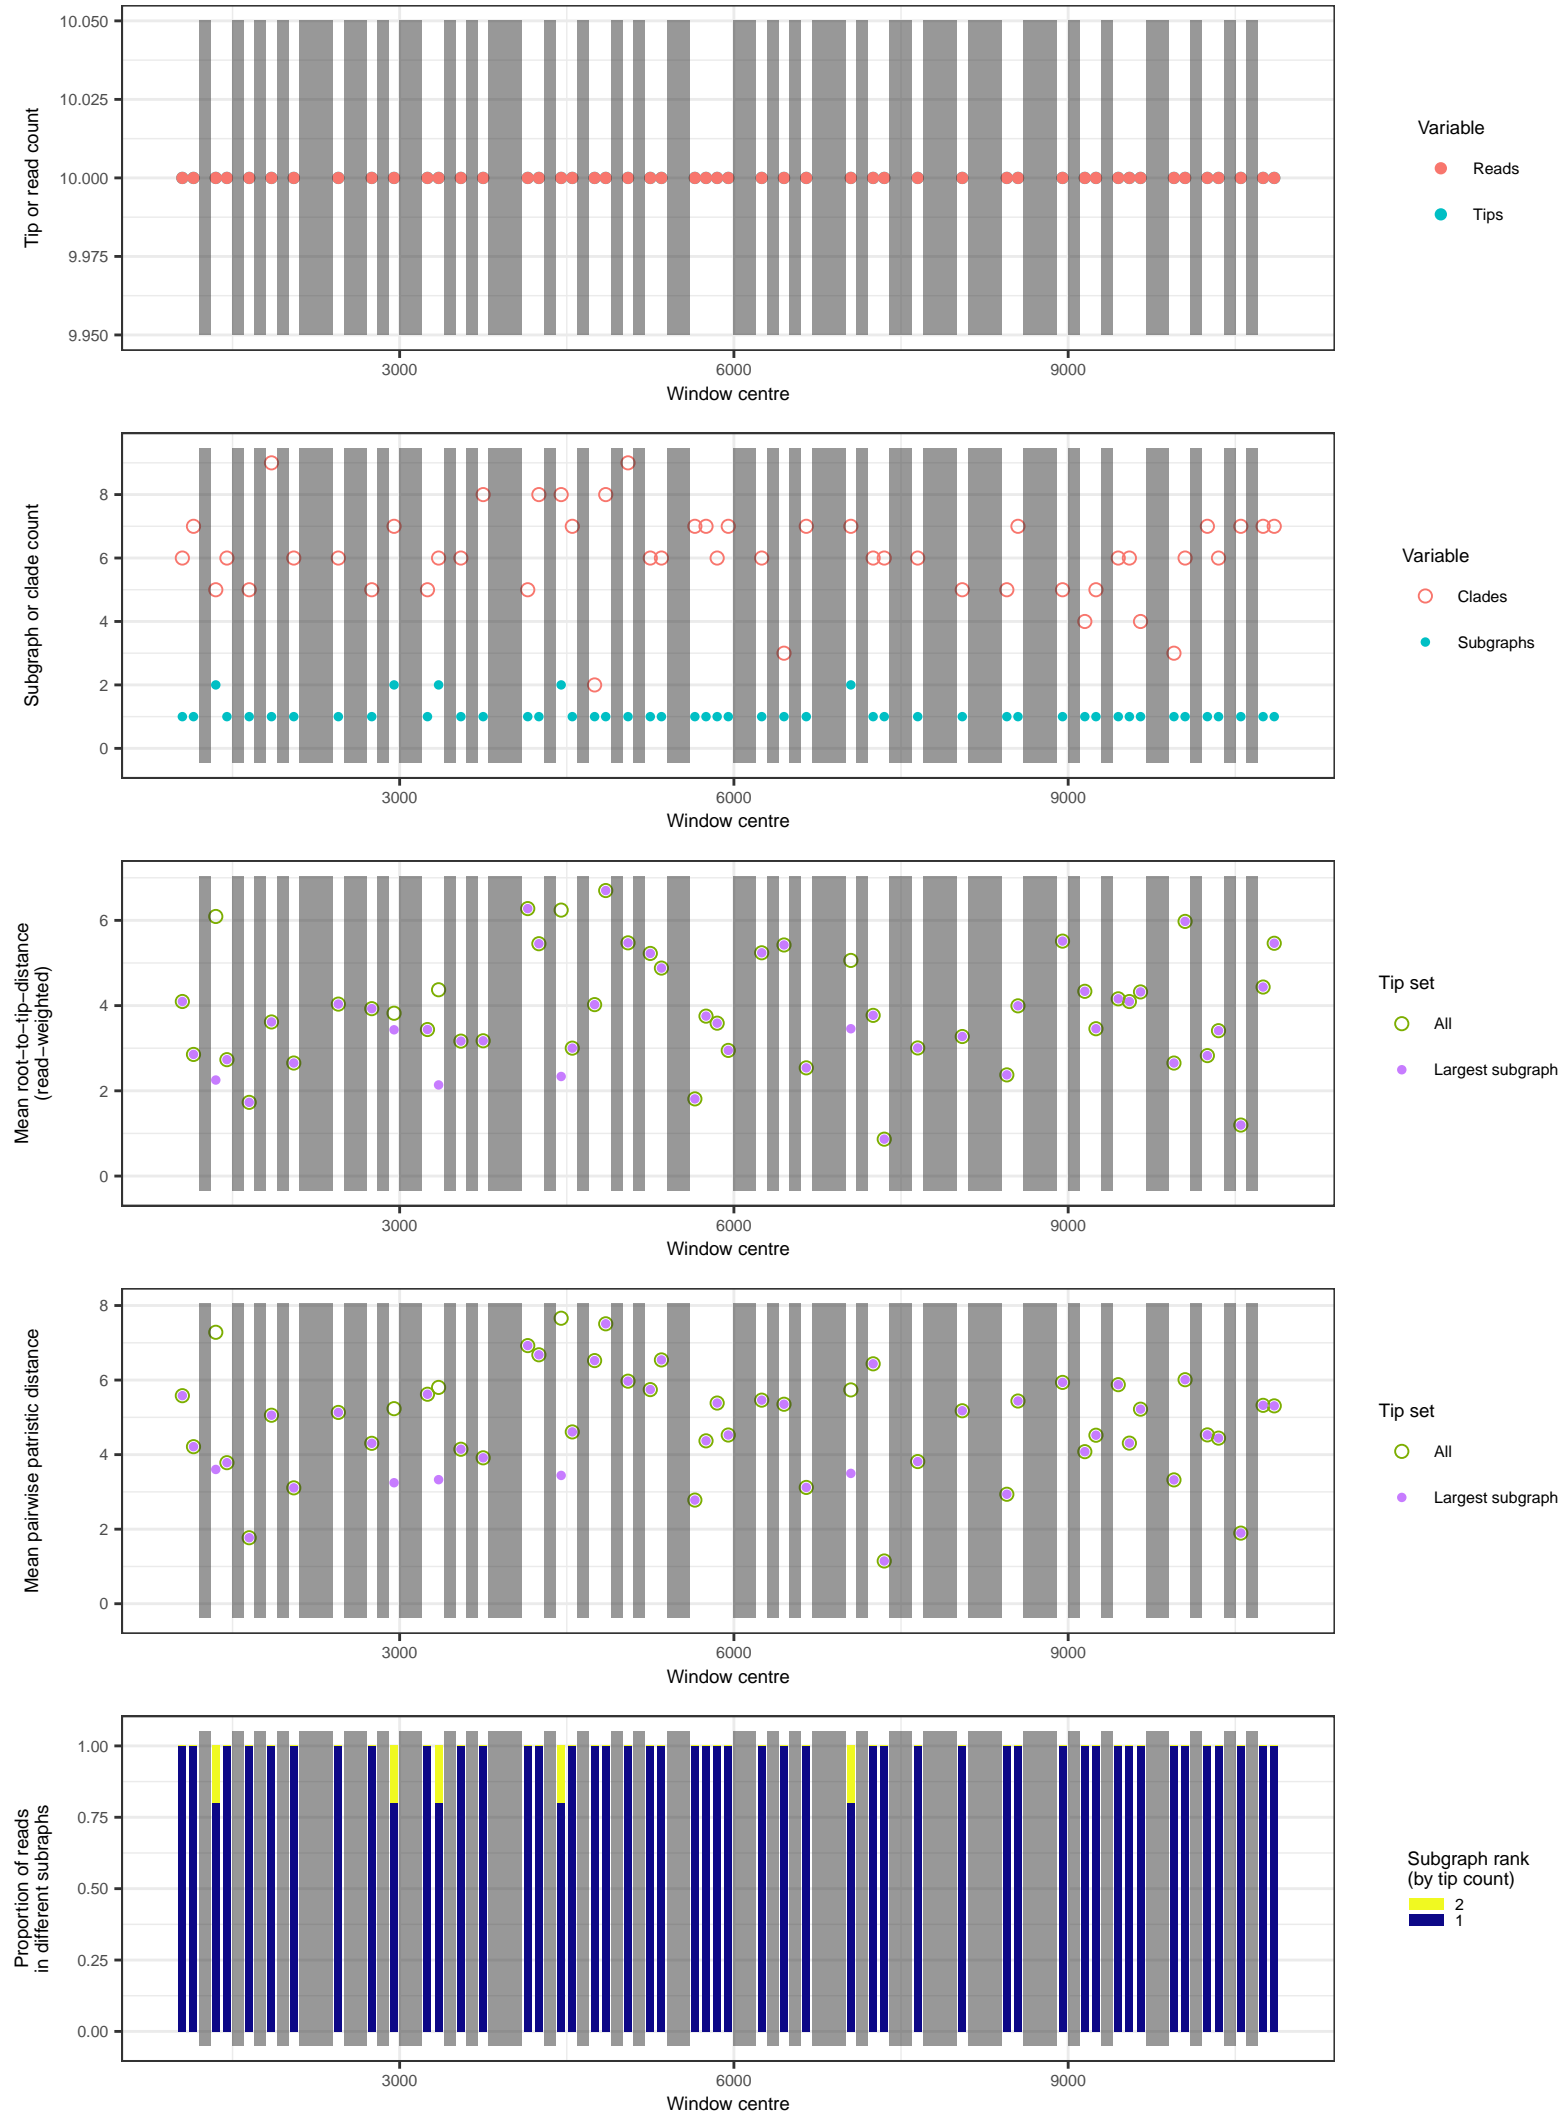 10.050
10.025
10.000
9.975
9.950
Tip or read count
3000 6000 9000
Window centre
Variable
Reads
Tips
8
6
4
2
0
Subgraph or clade count
3000 6000 9000
Window centre
Variable
Clades
Subgraphs
6
4
2
0
Mean root−to−tip−distance
(read−weighted)
3000 6000 9000
Window centre
Tip set
All
Largest subgraph
8
6
4
2
0
Mean pairwise patristic distance
3000 6000 9000
Window centre
Tip set
All
Largest subgraph
1.00
0.75
0.50
0.25
0.00
Proportion of reads
in different subraphs
3000 6000 9000
Window centre
Subgraph rank
(by tip count)
2
1